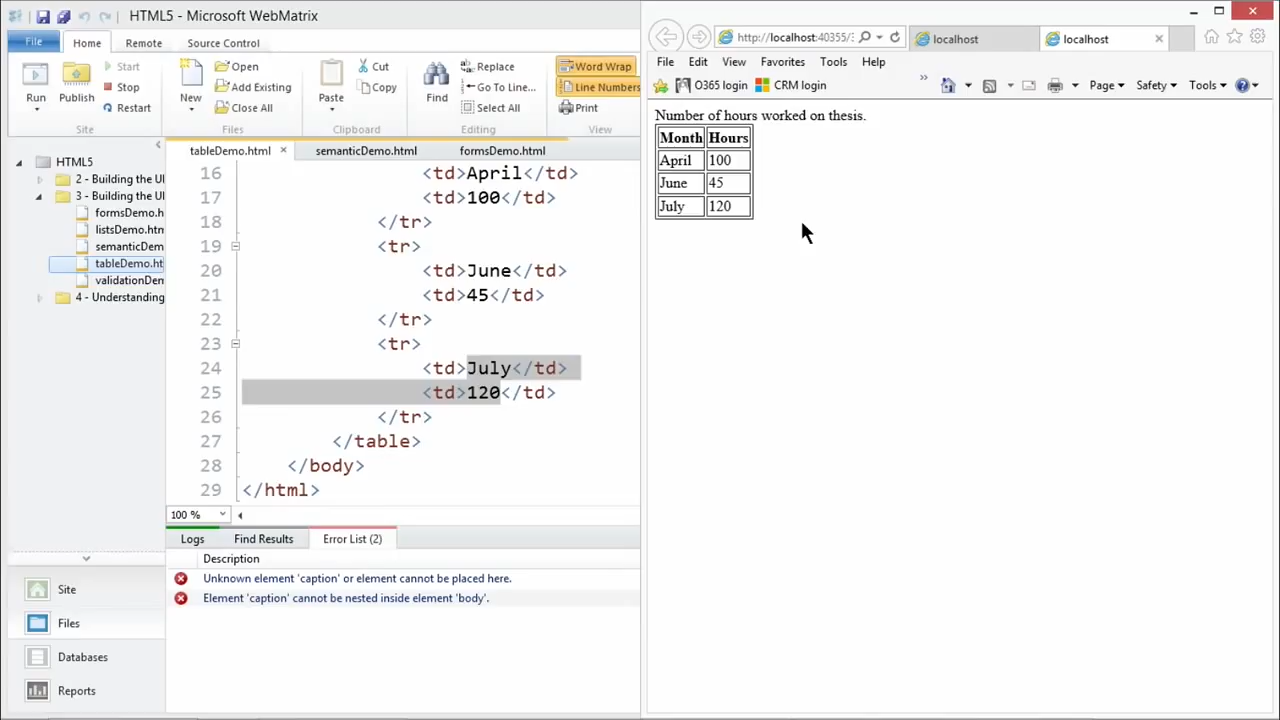 HTML5 - Microsoft WebMatrix
File Home Remote Source Control
Run
Publish
Start
Stop
Restart
Site
New
Open
Add Existing
Close All
Files
Paste
Cut
Copy
Clipboard
Find
Replace
Go To Line...
Select All
Editing
Word Wrap
Line Numbers
Print
View
HTML5
2 - Building the UI
3 - Building the UI
formsDemo.h
listsDemo.htm
semanticDem
tableDemo.ht
validationDem
4 - Understanding
Site
Files
Databases
Reports
tableDemo.html semanticDemo.html formsDemo.html
16 <td>April</td>
17 <td>100</td>
18 </tr>
19 <tr>
20 <td>June</td>
21 <td>45</td>
22 </tr>
23 <tr>
24 <td>July</td>
25 <td>120</td>
26 </tr>
27 </table>
28 </body>
29 </html>
100 %
Logs Find Results Error List (2)
Description
Unknown element 'caption' or element cannot be placed here.
Element 'caption' cannot be nested inside element 'body'.
http://localhost:40355/ localhost localhost
File Edit View Favorites Tools Help
O365 login CRM login Page Safety Tools
Number of hours worked on thesis.
Month Hours
April 100
June 45
July 120